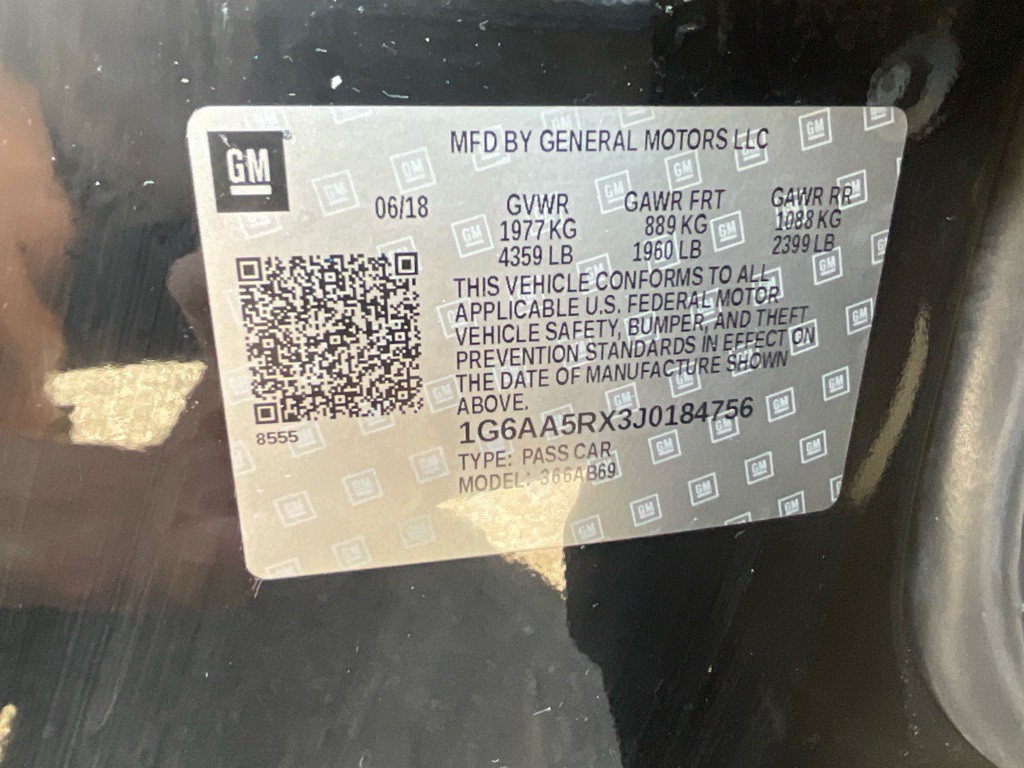 GM
MFD BY GENERAL MOTORS LLC
06/18
GVWR GAWR FRT GAWR RR
1977 KG 889 KG 1088 KG
4359 LB 1960 LB 2399 LB
THIS VEHICLE CONFORMS TO ALL
APPLICABLE U.S. FEDERAL MOTOR
VEHICLE SAFETY, BUMPER, AND THEFT
PREVENTION STANDARDS IN EFFECT ON
THE DATE OF MANUFACTURE SHOWN
ABOVE.
8555
1G6AA5RX3J0184756
TYPE: PASS CAR
MODEL: 366AB69